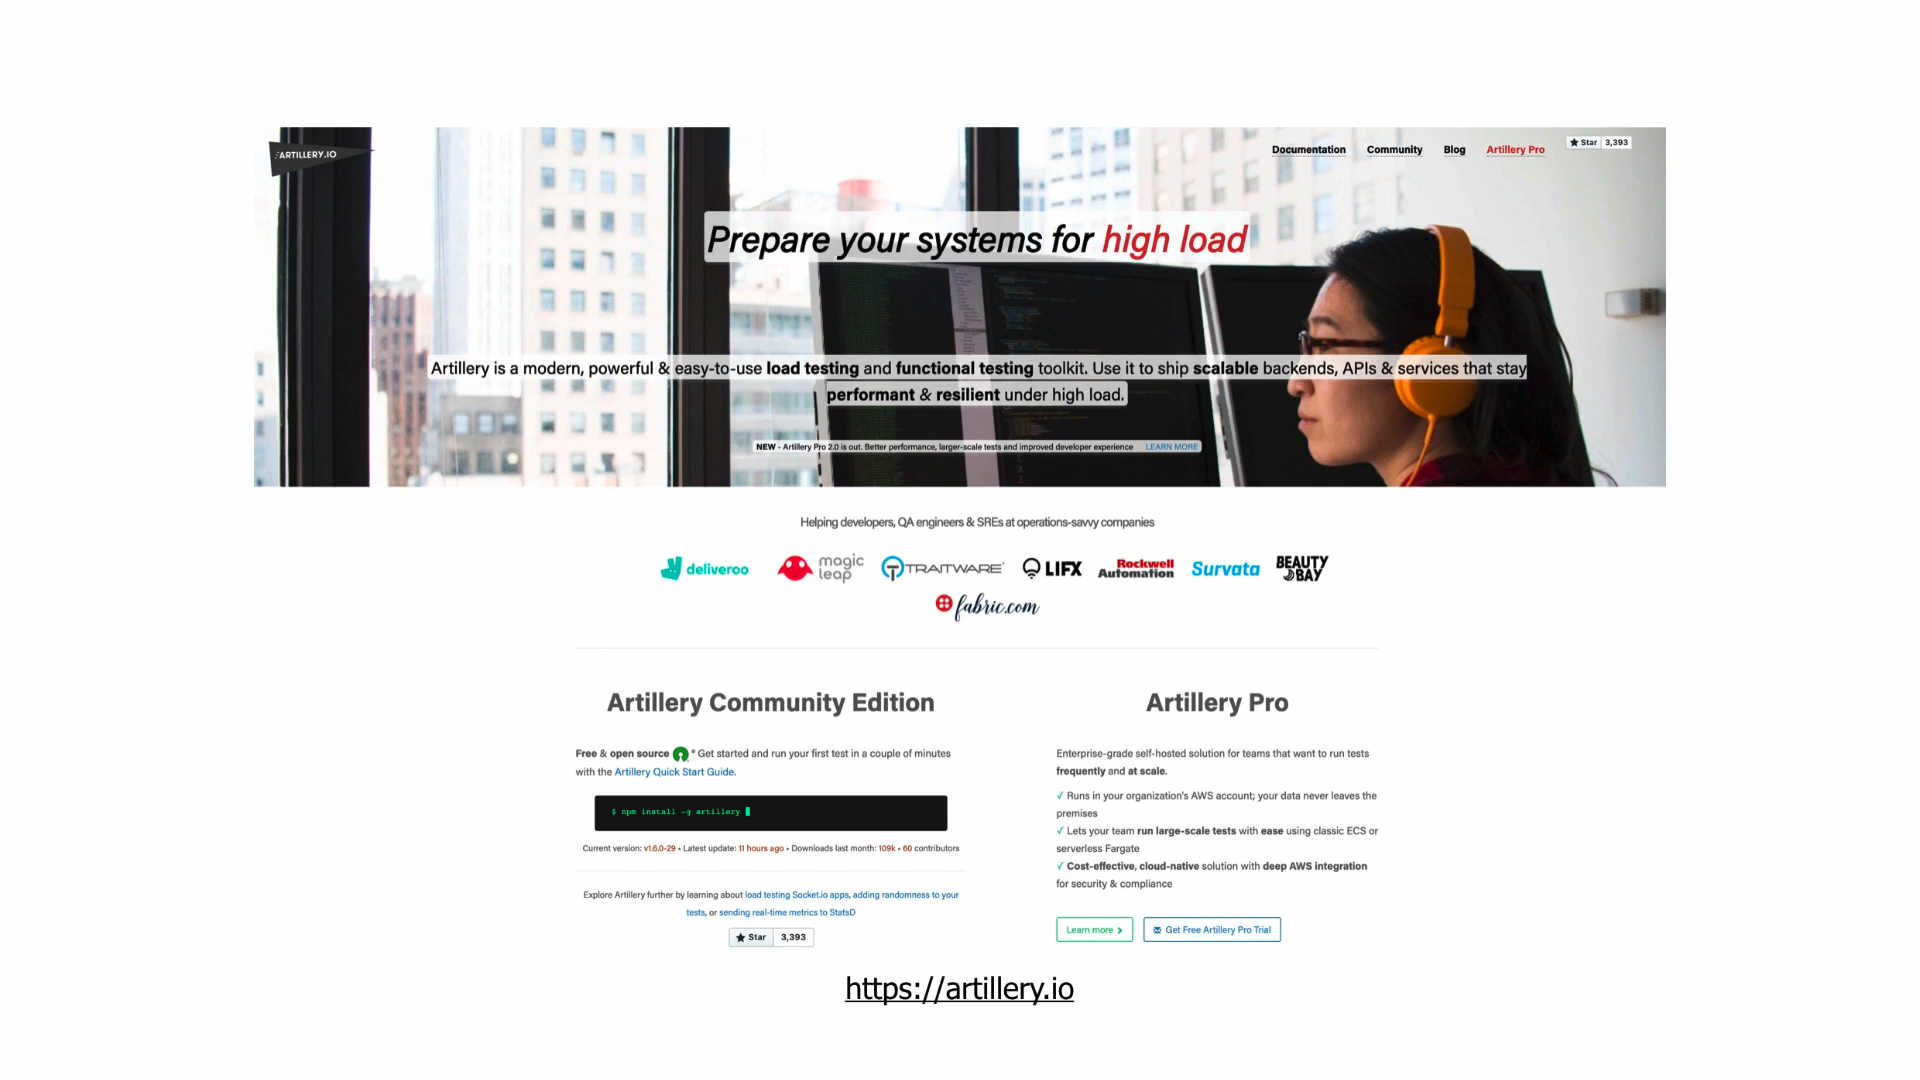 ARTILLERY.IO
Documentation Community Blog Artillery Pro Star 3,393
Prepare your systems for high load
Artillery is a modern, powerful & easy-to-use load testing and functional testing toolkit. Use it to ship scalable backends, APIs & services that stay
performant & resilient under high load.
NEW - Artillery Pro 2.0 is out. Better performance, larger-scale tests and improved developer experience LEARN MORE
Helping developers, QA engineers & SREs at operations-savvy companies
deliveroo magic leap TRAITWARE LIFX Rockwell Automation Survata BEAUTY BAY
fabric.com
Artillery Community Edition
Free & open source ® Get started and run your first test in a couple of minutes
with the Artillery Quick Start Guide.
$ npm install -g artillery
Current version: v1.6.0-29 • Latest update: 11 hours ago • Downloads last month: 109k • 60 contributors
Explore Artillery further by learning about load testing Socket.io apps, adding randomness to your
tests, or sending real-time metrics to StatsD
Star 3,393
Artillery Pro
Enterprise-grade self-hosted solution for teams that want to run tests
frequently and at scale.
✓ Runs in your organization's AWS account; your data never leaves the
premises
✓ Lets your team run large-scale tests with ease using classic ECS or
serverless Fargate
✓ Cost-effective, cloud-native solution with deep AWS integration
for security & compliance
Learn more >
Get Free Artillery Pro Trial
https://artillery.io